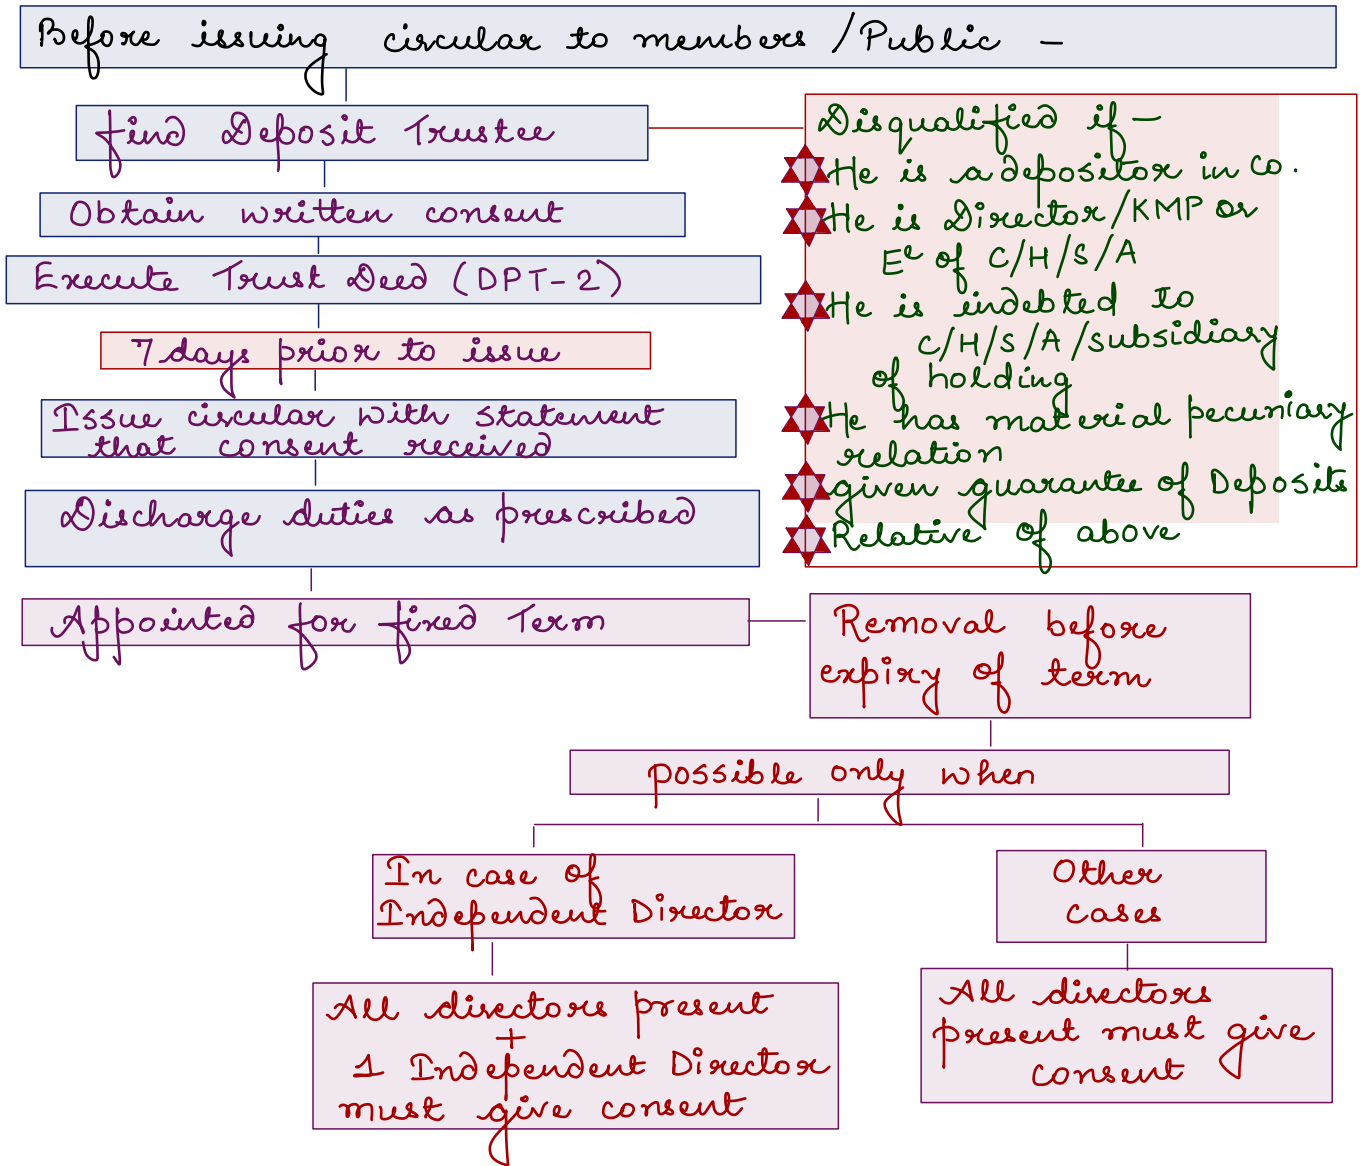 Before issuing circular to members / Public –
find Deposit Trustee
Obtain written consent
Execute Trust Deed (DPT-2)
7 days prior to issue
Issue circular with statement
that consent received
Discharge duties as prescribed
Appointed for fixed Term
Disqualified if –
He is a depositor in co.
He is Director/KMP or
Ee of C/H/S/A
He is indebted to
C/H/S/A/subsidiary
of holding
He has material pecuniary
relation
given guarantee of Deposits
Relative of above
Removal before
expiry of term
possible only when
In case of
Independent Director
All directors present
+
1 Independent Director
must give consent
Other
cases
All directors
present must give
consent